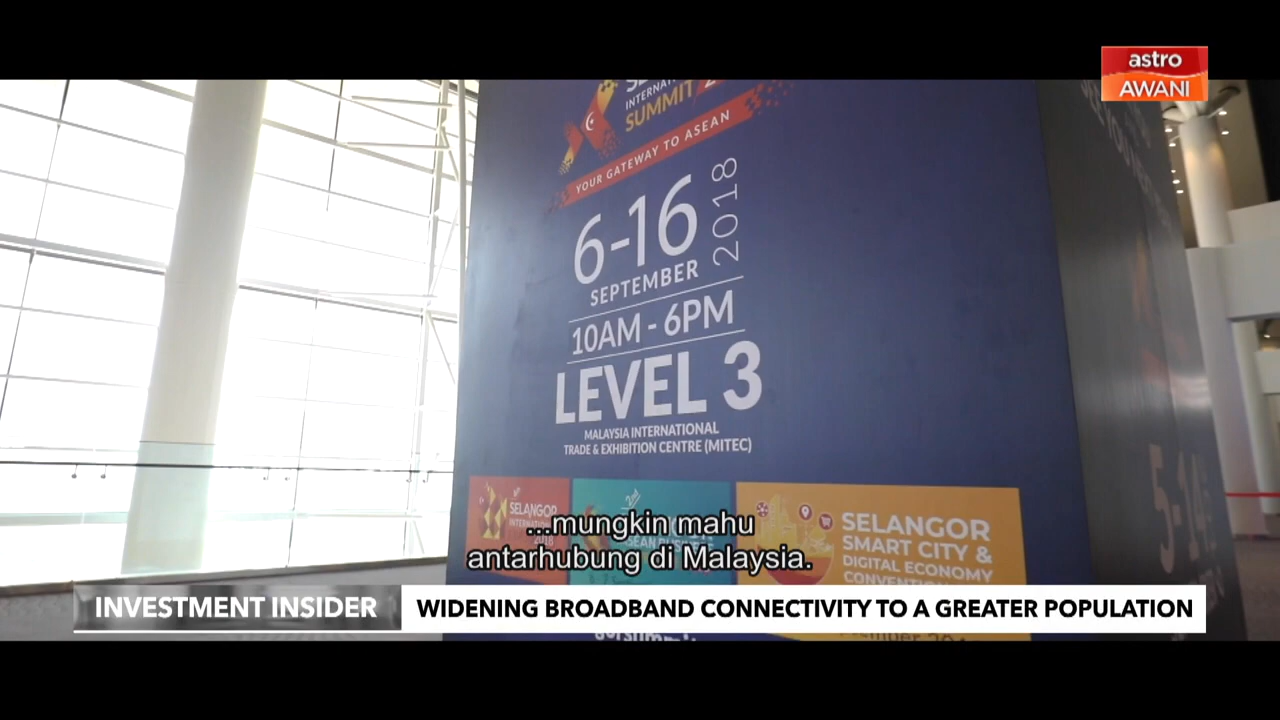 astro
AWANI
SUMMIT
YOUR GATEWAY TO ASEAN
6-16
2018
SEPTEMBER
10AM - 6PM
LEVEL 3
MALAYSIA INTERNATIONAL
TRADE & EXHIBITION CENTRE (MITEC)
SELANGOR
2018
2nd
SELANGOR
SMART CITY &
DIGITAL ECONOMY
...mungkin mahu
antarhubung di Malaysia.
INVESTMENT INSIDER
WIDENING BROADBAND CONNECTIVITY TO A GREATER POPULATION